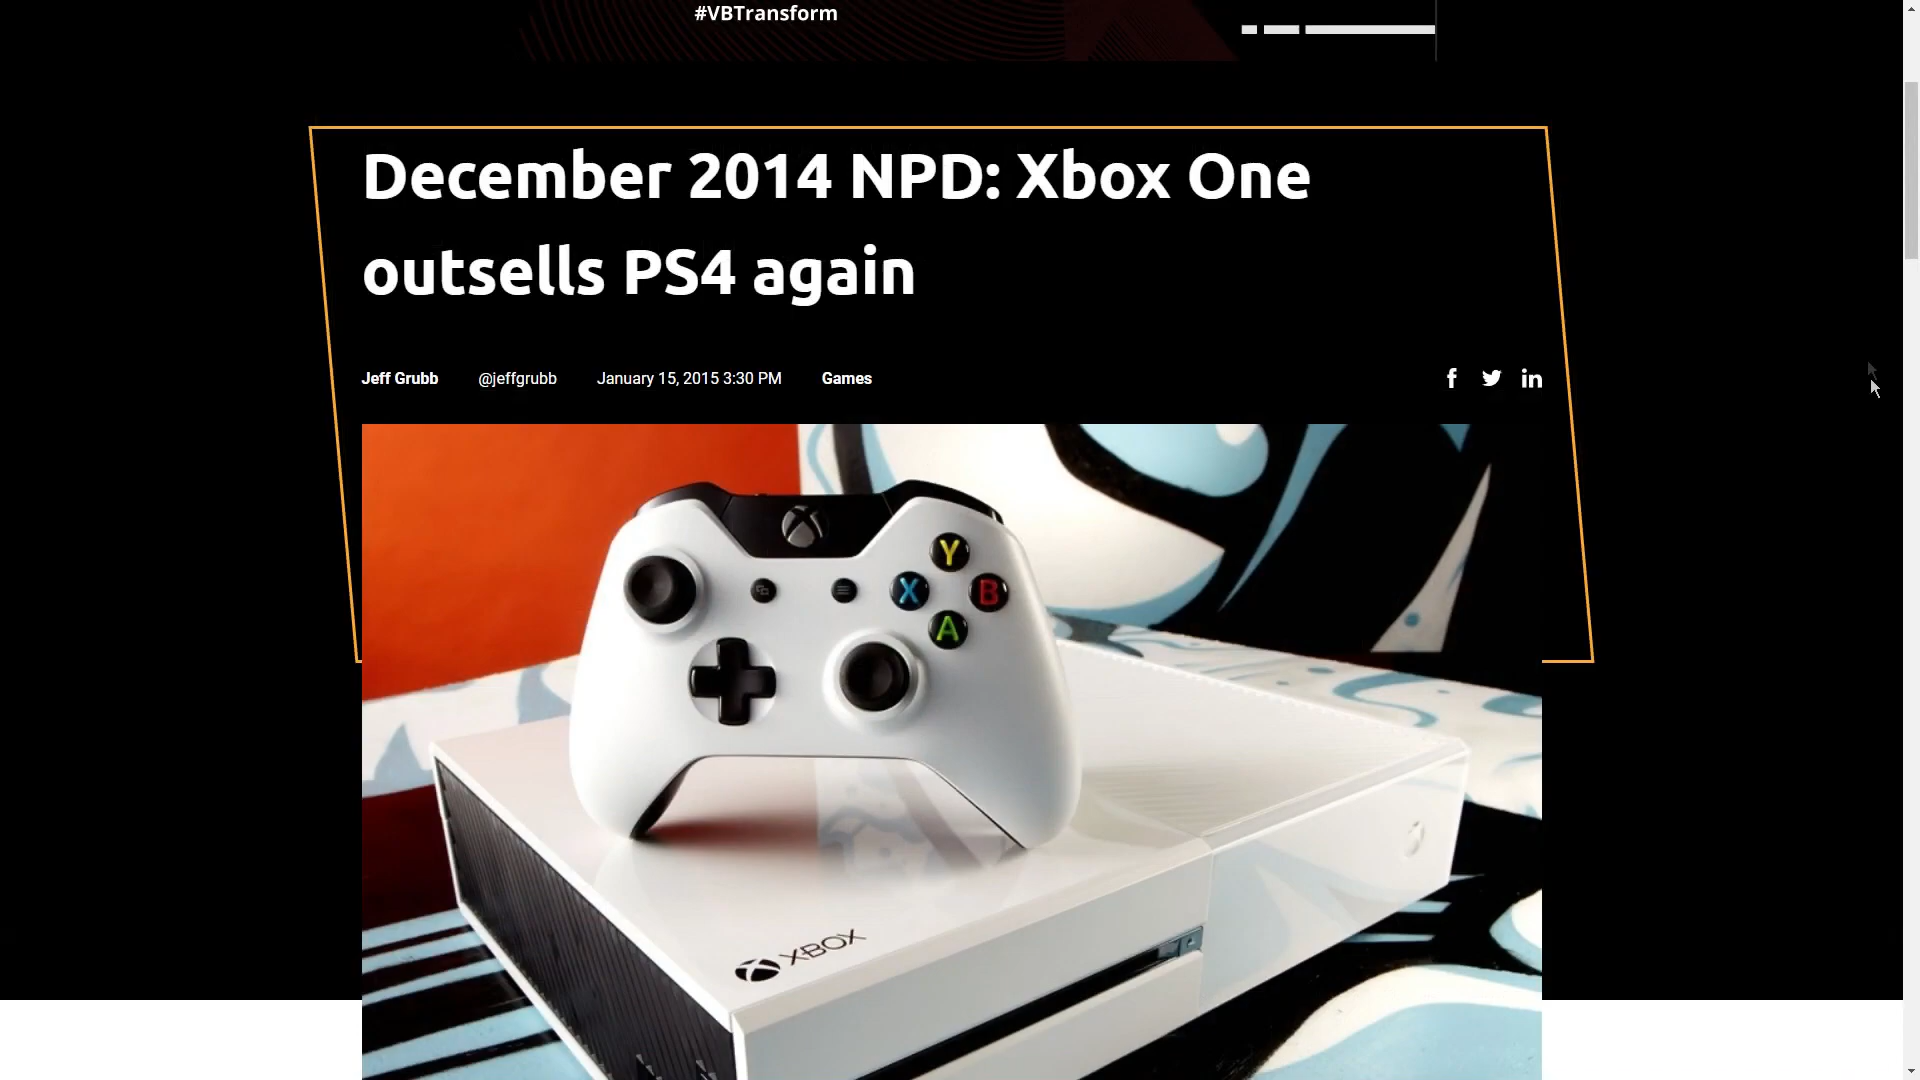 #VBTransform
December 2014 NPD: Xbox One
outsells PS4 again
Jeff Grubb @jeffgrubb January 15, 2015 3:30 PM Games
f in
Y
X B
A
XBOX